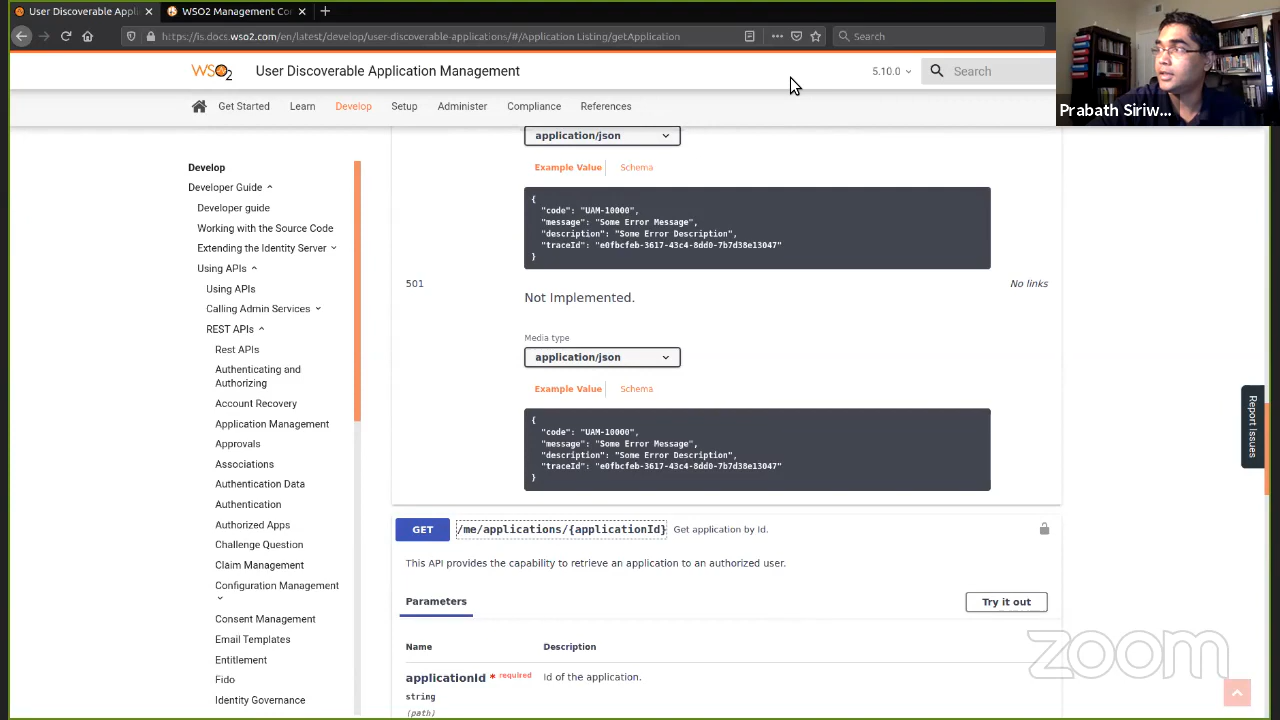 User Discoverable Appli
WSO2 Management Co
https://is.docs.wso2.com/en/latest/develop/user-discoverable-applications/#/Application Listing/getApplication
Search
WSO2
User Discoverable Application Management
5.10.0
Search
Prabath Siriw...
Get Started
Learn
Develop
Setup
Administer
Compliance
References
Develop
Developer Guide
Developer guide
Working with the Source Code
Extending the Identity Server
Using APIs
Using APIs
Calling Admin Services
REST APIs
Rest APIs
Authenticating and
Authorizing
Account Recovery
Application Management
Approvals
Associations
Authentication Data
Authentication
Authorized Apps
Challenge Question
Claim Management
Configuration Management
Consent Management
Email Templates
Entitlement
Fido
Identity Governance
application/json
Example Value
Schema
{
"code": "UAM-10000",
"message": "Some Error Message",
"description": "Some Error Description",
"traceId": "e0fbcfeb-3617-43c4-8dd0-7b7d38e13047"
}
501
Not Implemented.
No links
Media type
application/json
Example Value
Schema
{
"code": "UAM-10000",
"message": "Some Error Message",
"description": "Some Error Description",
"traceId": "e0fbcfeb-3617-43c4-8dd0-7b7d38e13047"
}
GET
/me/applications/{applicationId}
Get application by Id.
This API provides the capability to retrieve an application to an authorized user.
Parameters
Try it out
Name
Description
applicationId * required
Id of the application.
string
(path)
Report Issues
zoom